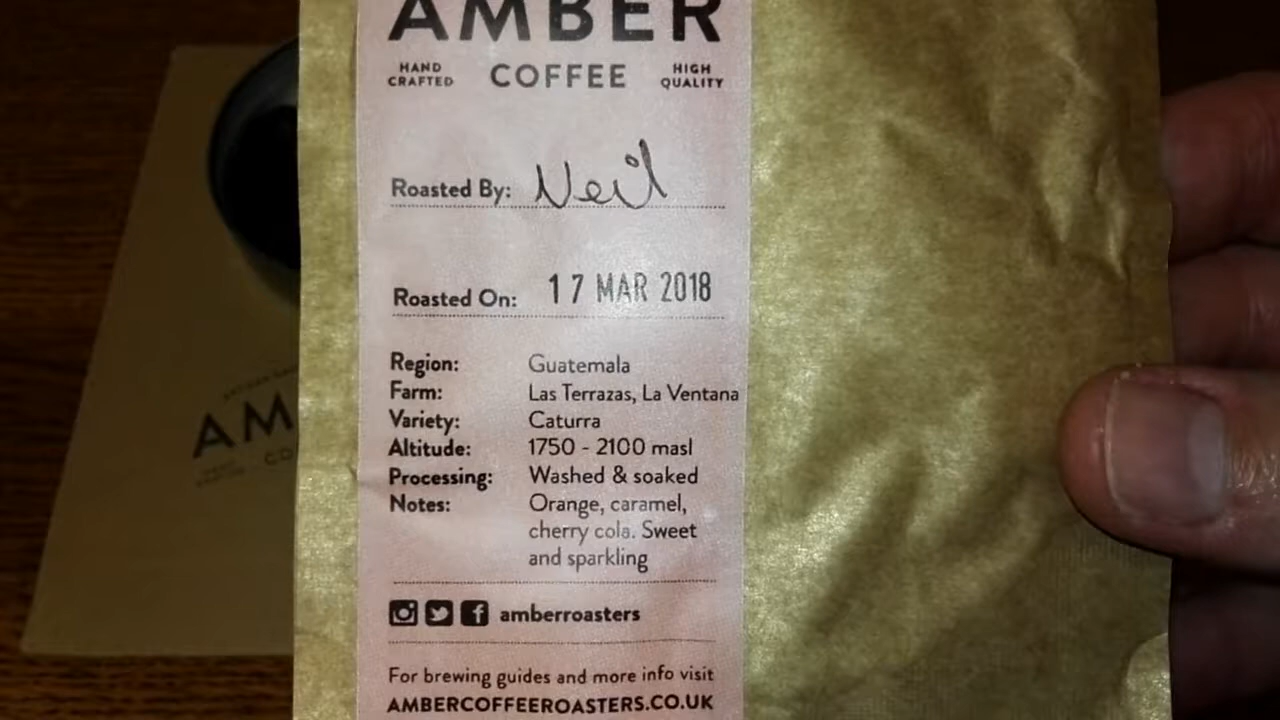 AMBER
HAND CRAFTED COFFEE HIGH QUALITY
Roasted By: Neil
Roasted On: 17 MAR 2018
Region: Guatemala
Farm: Las Terrazas, La Ventana
Variety: Caturra
Altitude: 1750 - 2100 masl
Processing: Washed & soaked
Notes: Orange, caramel,
cherry cola. Sweet
and sparkling
amberroasters
For brewing guides and more info visit
AMBERCOFFEEROASTERS.CO.UK
AM
CO